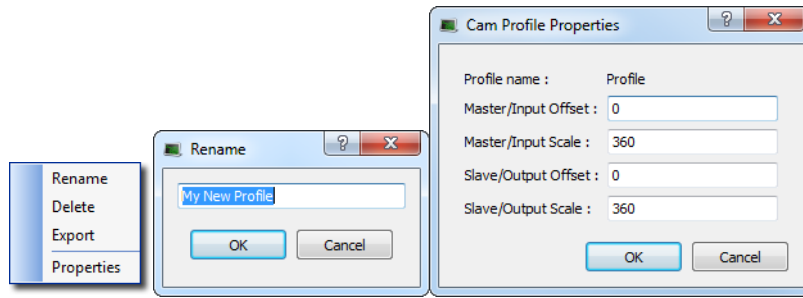 Rename
Delete
Export
Properties
Rename
My New Profile
OK Cancel
Cam Profile Properties
Profile name : Profile
Master/Input Offset : 0
Master/Input Scale : 360
Slave/Output Offset : 0
Slave/Output Scale : 360
OK Cancel